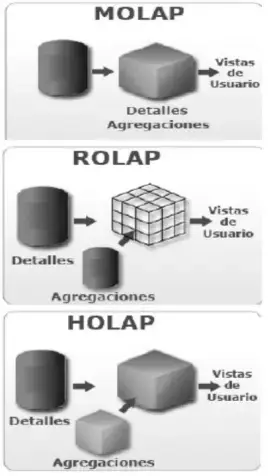 MOLAP
Vistas
de
Usuario
Detalles
Agregaciones
ROLAP
Vistas
de
Usuario
Detalles
Agregaciones
HOLAP
Vistas
de
Usuario
Detalles
Agregaciones